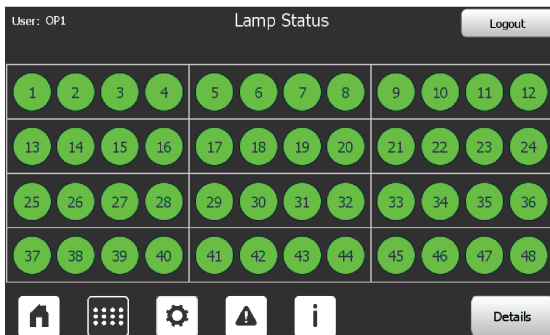 User: OP1 Lamp Status Logout
1 2 3 4 5 6 7 8 9 10 11 12
13 14 15 16 17 18 19 20 21 22 23 24
25 26 27 28 29 30 31 32 33 34 35 36
37 38 39 40 41 42 43 44 45 46 47 48
i Details